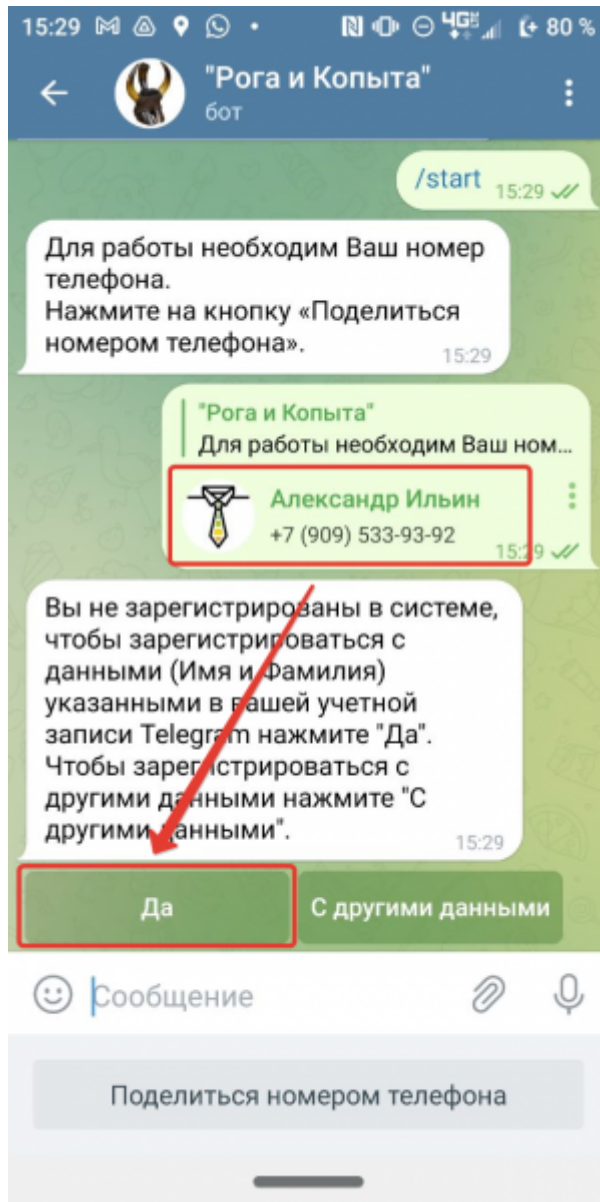 15:29
4G
80 %
"Рога и Копыта"
бот
/start
15:29
Для работы необходим Ваш номер
телефона.
Нажмите на кнопку «Поделиться
номером телефона».
15:29
"Рога и Копыта"
Для работы необходим Ваш ном...
Александр Ильин
+7 (909) 533-93-92
15:29
Вы не зарегистрированы в системе,
чтобы зарегистрироваться с
данными (Имя и Фамилия)
указанными в вашей учетной
записи Telegram нажмите "Да".
Чтобы зарегистрироваться с
другими данными нажмите "С
другими данными".
15:29
Да
С другими данными
Сообщение
Поделиться номером телефона